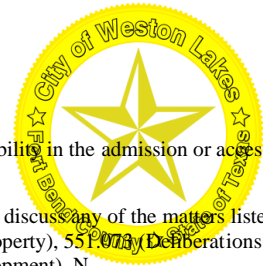 City of Weston Lakes
bility in the admission or acces
discuss any of the matters liste
operty), 551.073 (Deliberations
opment), N
Fort Bend County State of Texas